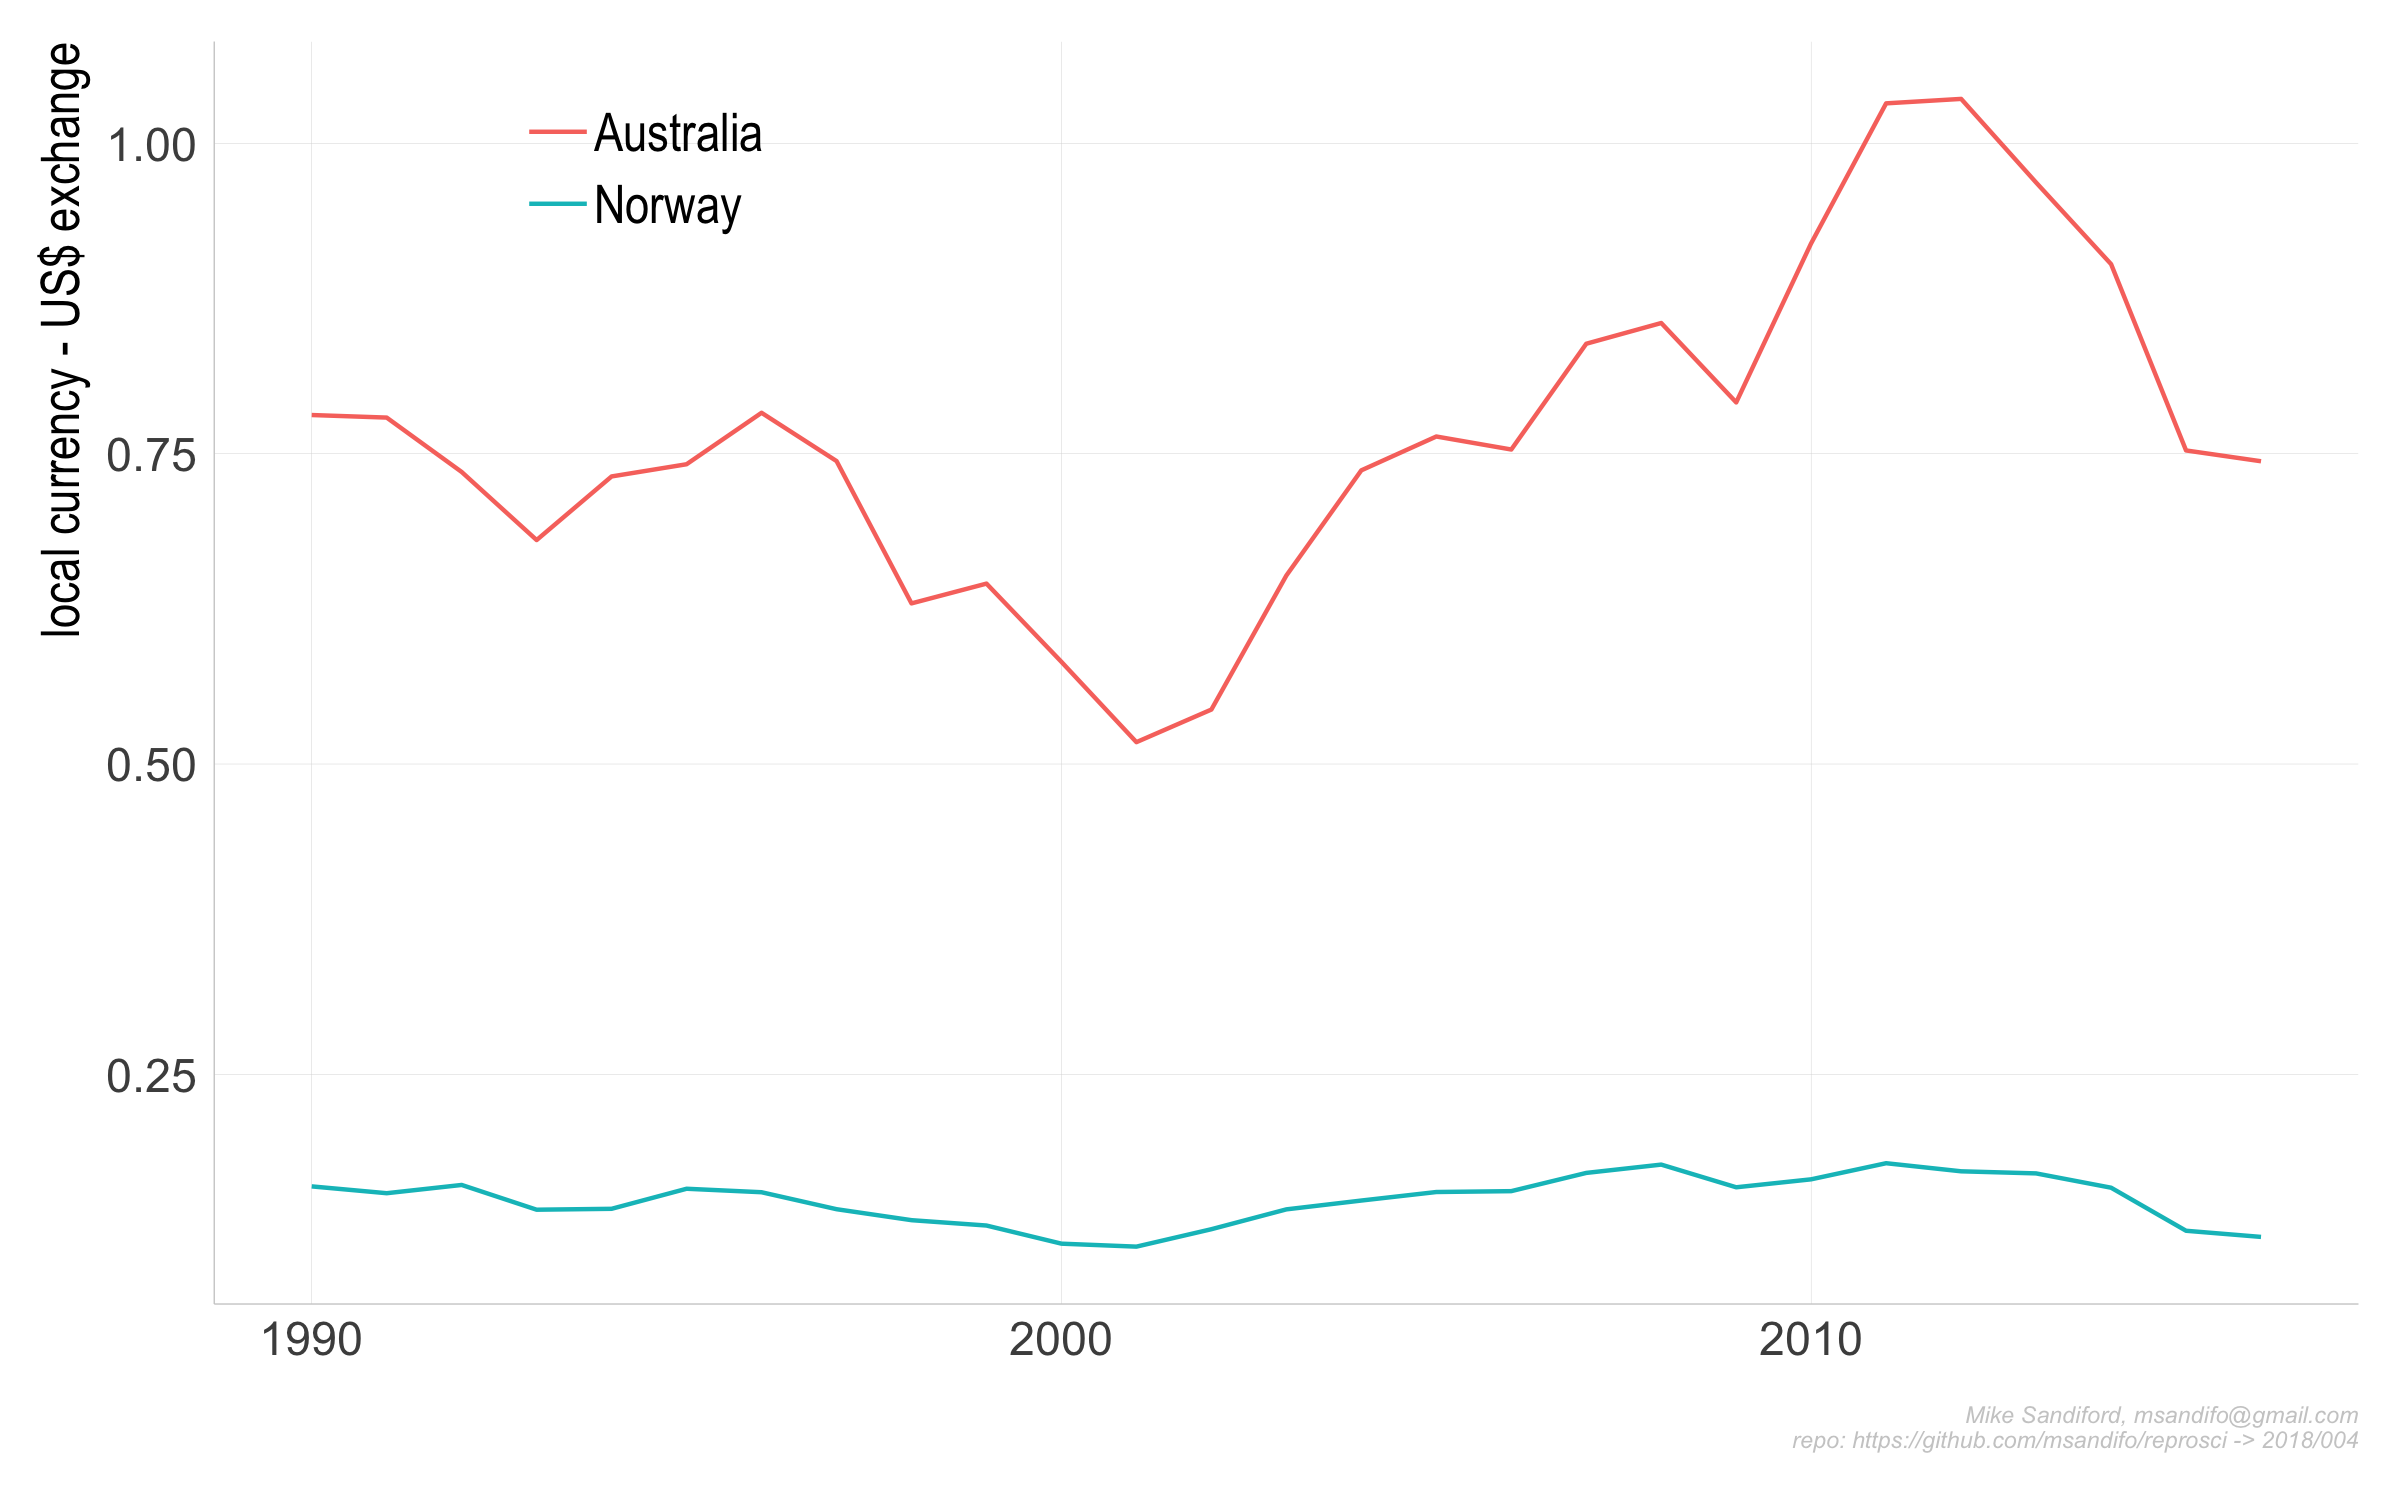 local currency - US$ exchange
1.00
0.75
0.50
0.25
Australia
Norway
1990
2000
2010
Mike Sandiford, msandifo@gmail.com
repo: https://github.com/msandifo/reprosci -> 2018/004